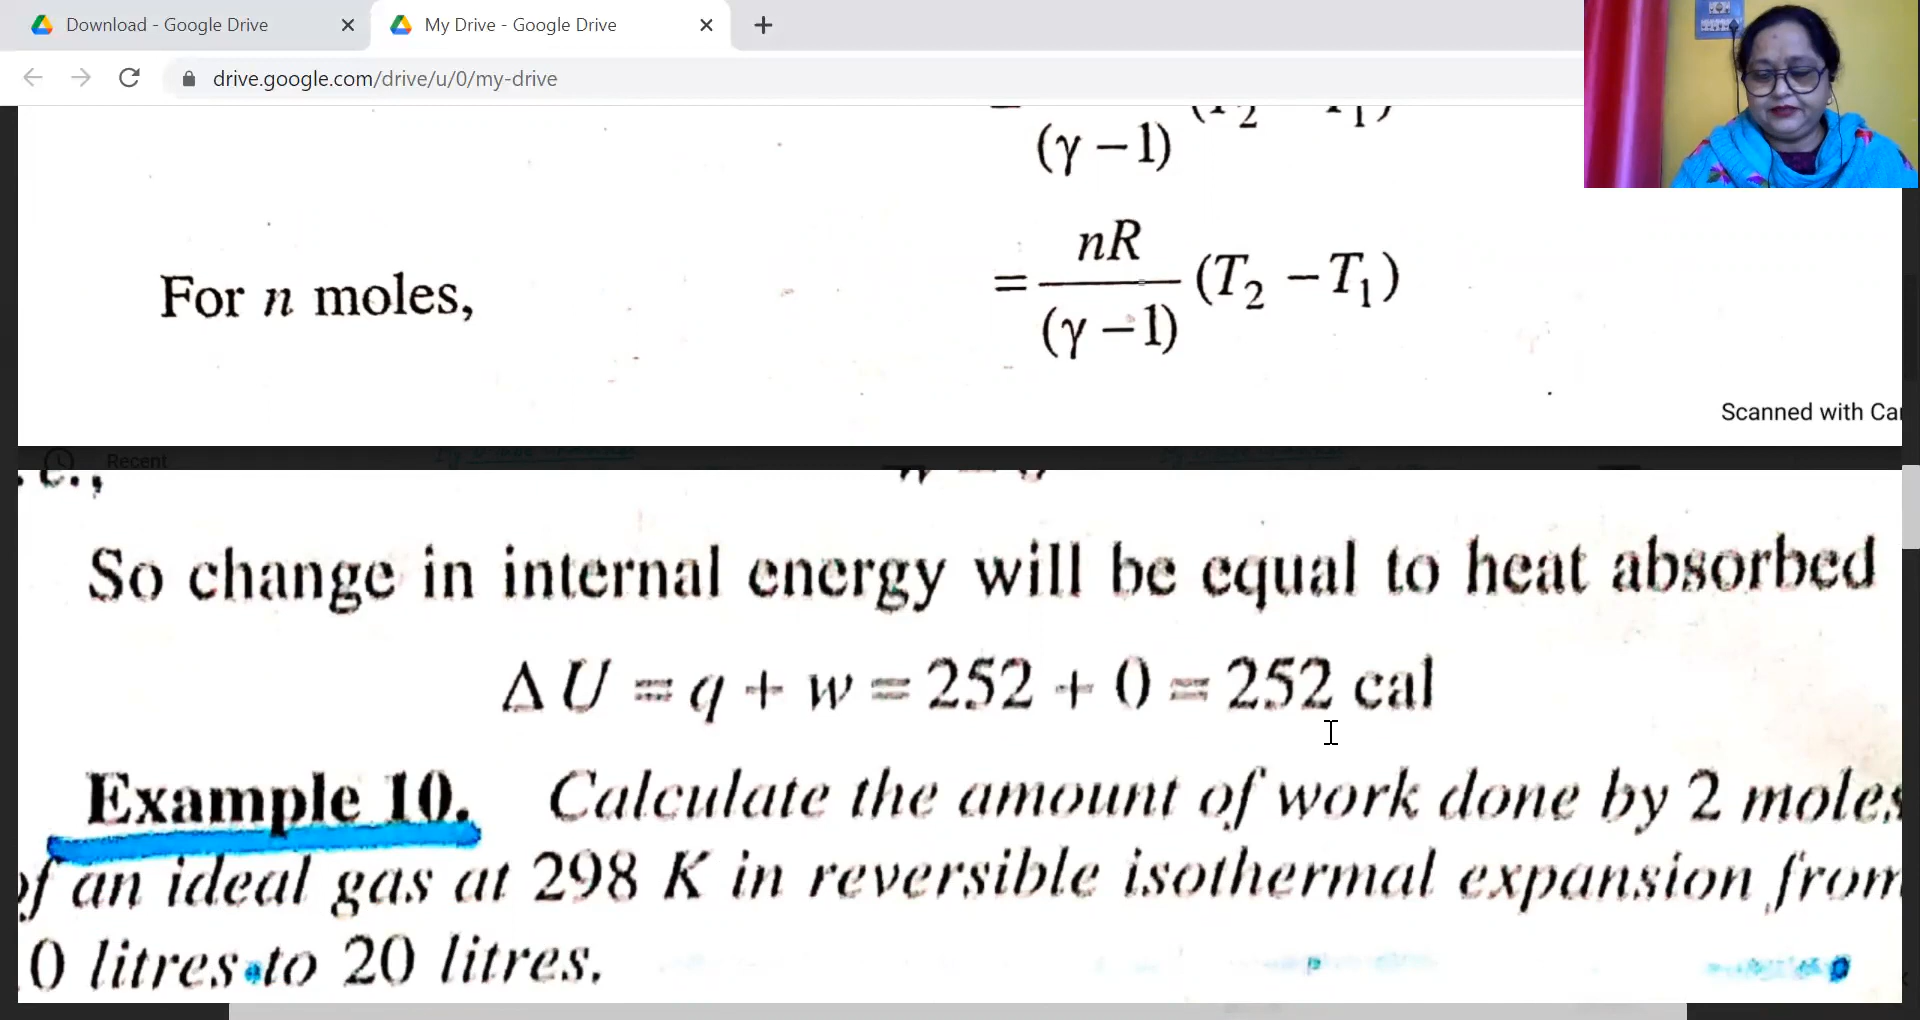 Download - Google Drive
My Drive - Google Drive
drive.google.com/drive/u/0/my-drive
(γ – 1)
For n moles,
= nR / (γ – 1) (T₂ – T₁)
Scanned with Ca
Recent
So change in internal energy will be equal to heat absorbed
Δ U = q + w = 252 + 0 = 252 cal
Example 10. Calculate the amount of work done by 2 moles
of an ideal gas at 298 K in reversible isothermal expansion from
0 litres to 20 litres.